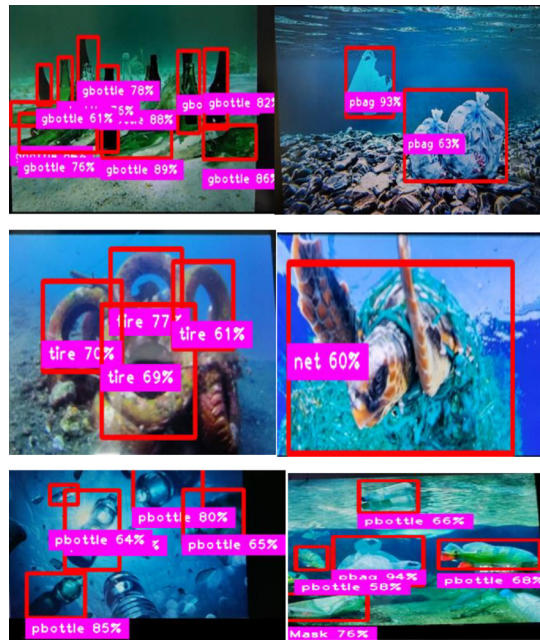 gbottle 78%
gbo
gbottle 82%
76%
gbottle 61%
88%
gbottle 76%
gbottle 89%
gbottle 86%
pbag 93%
pbag 63%
tire 77%
tire 61%
tire 70%
tire 69%
net 60%
pbottle 80%
pbottle 64%
%
pbottle 65%
pbottle 85%
pbottle 66%
pbag 94%
pbottle 68%
pbottle 58%
Mask 76%